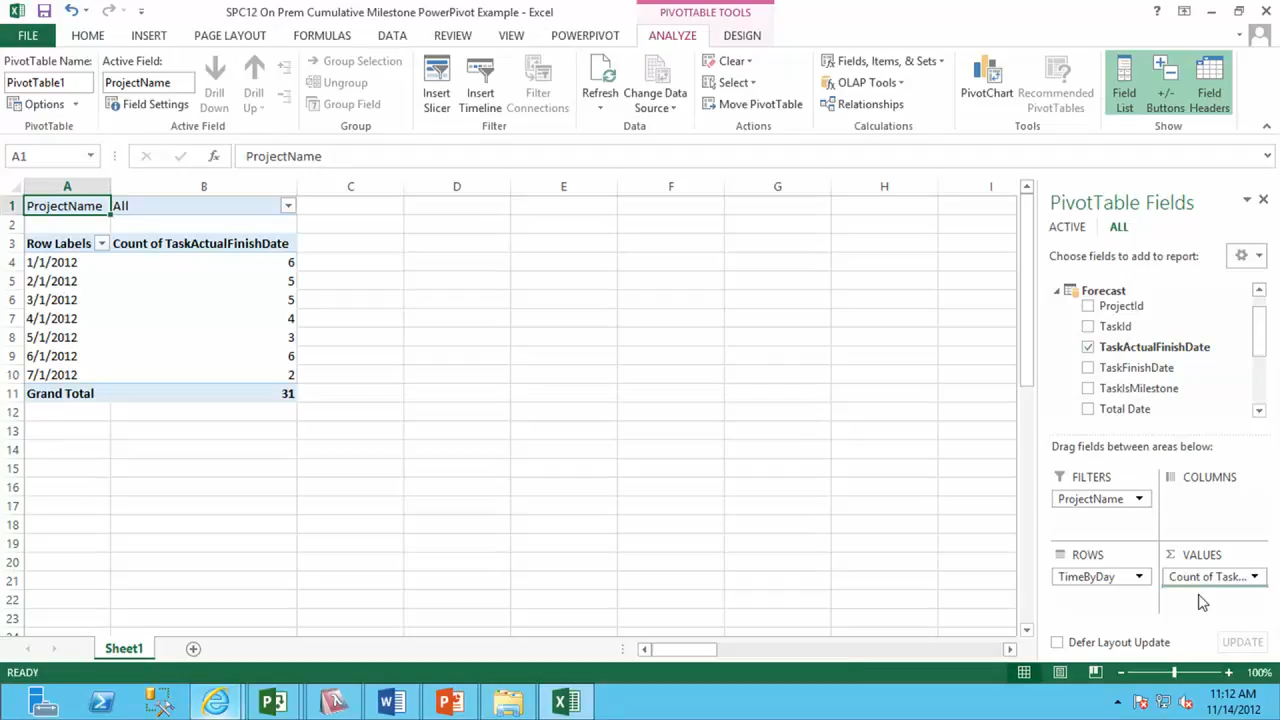 SPC12 On Prem Cumulative Milestone PowerPivot Example - Excel
PIVOTTABLE TOOLS
?
FILE HOME INSERT PAGE LAYOUT FORMULAS DATA REVIEW VIEW POWERPIVOT ANALYZE DESIGN
PivotTable Name:
PivotTable1
Options
PivotTable
Active Field:
ProjectName
Field Settings
Drill Down
Drill Up
Active Field
Group Selection
Ungroup
Group Field
Group
Insert Slicer
Insert Timeline
Filter Connections
Filter
Refresh
Change Data Source
Data
Clear
Select
Move PivotTable
Actions
Fields, Items, & Sets
OLAP Tools
Relationships
Calculations
PivotChart
Recommended PivotTables
Tools
Field List
+/- Buttons
Field Headers
Show
A1
fx
ProjectName
A B C D E F G H I
1 ProjectName All
2
3 Row Labels Count of TaskActualFinishDate
4 1/1/2012 6
5 2/1/2012 5
6 3/1/2012 5
7 4/1/2012 4
8 5/1/2012 3
9 6/1/2012 6
10 7/1/2012 2
11 Grand Total 31
12
13
14
15
16
17
18
19
20
21
22
23
PivotTable Fields
ACTIVE ALL
Choose fields to add to report:
Forecast
ProjectId
TaskId
TaskActualFinishDate
TaskFinishDate
TaskIsMilestone
Total Date
Drag fields between areas below:
FILTERS
ProjectName
COLUMNS
ROWS
TimeByDay
Σ VALUES
Count of Task...
Defer Layout Update
UPDATE
Sheet1
READY
100%
11:12 AM
11/14/2012